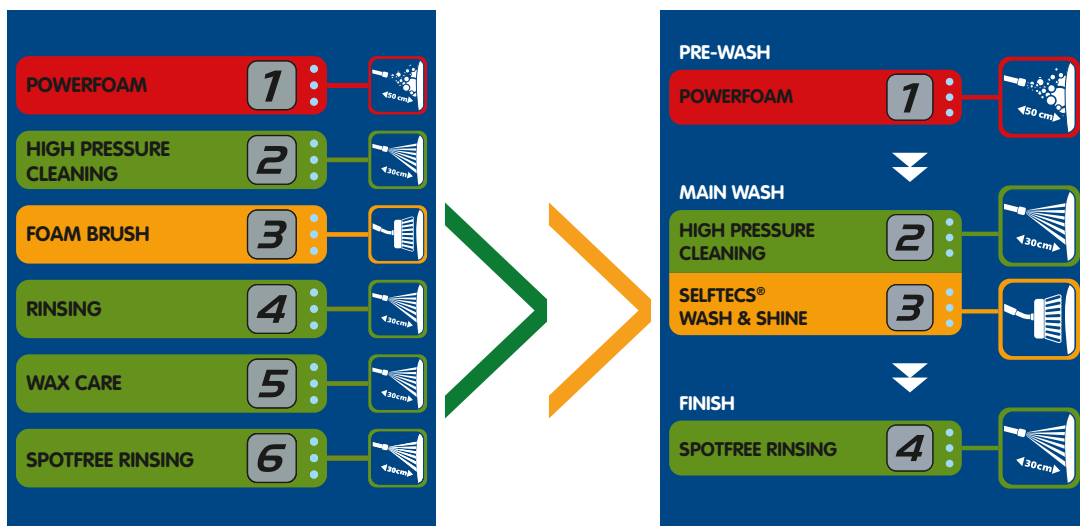 POWERFOAM
1
50 cm
HIGH PRESSURE
CLEANING
2
30cm
FOAM BRUSH
3
RINSING
4
30cm
WAX CARE
5
30cm
SPOTFREE RINSING
6
30cm
PRE-WASH
POWERFOAM
1
50 cm
MAIN WASH
HIGH PRESSURE
CLEANING
2
30cm
SELFTECS®
WASH & SHINE
3
FINISH
SPOTFREE RINSING
4
30cm